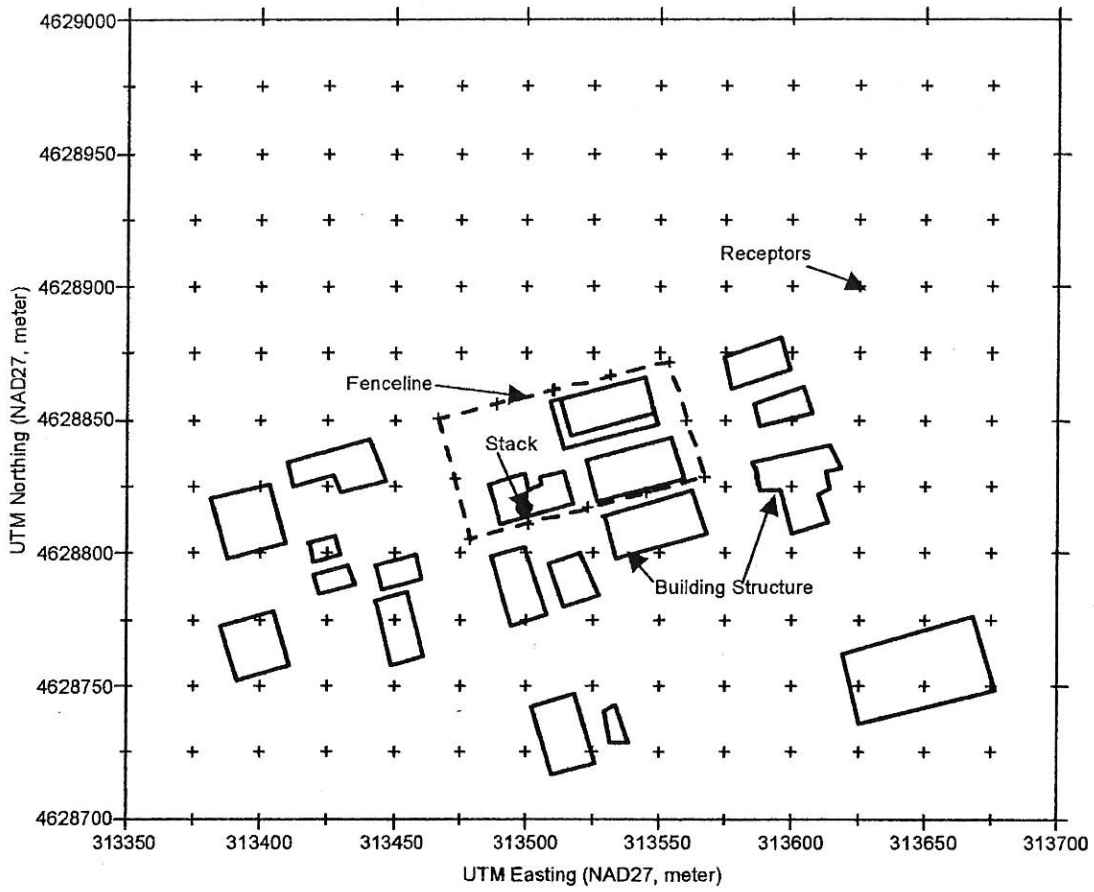 4629000
4628950
Receptors
4628900
Fenceline
4628850
Stack
4628800
Building Structure
4628750
4628700
313350 313400 313450 313500 313550 313600 313650 313700
UTM Easting (NAD27, meter)
UTM Northing (NAD27, meter)